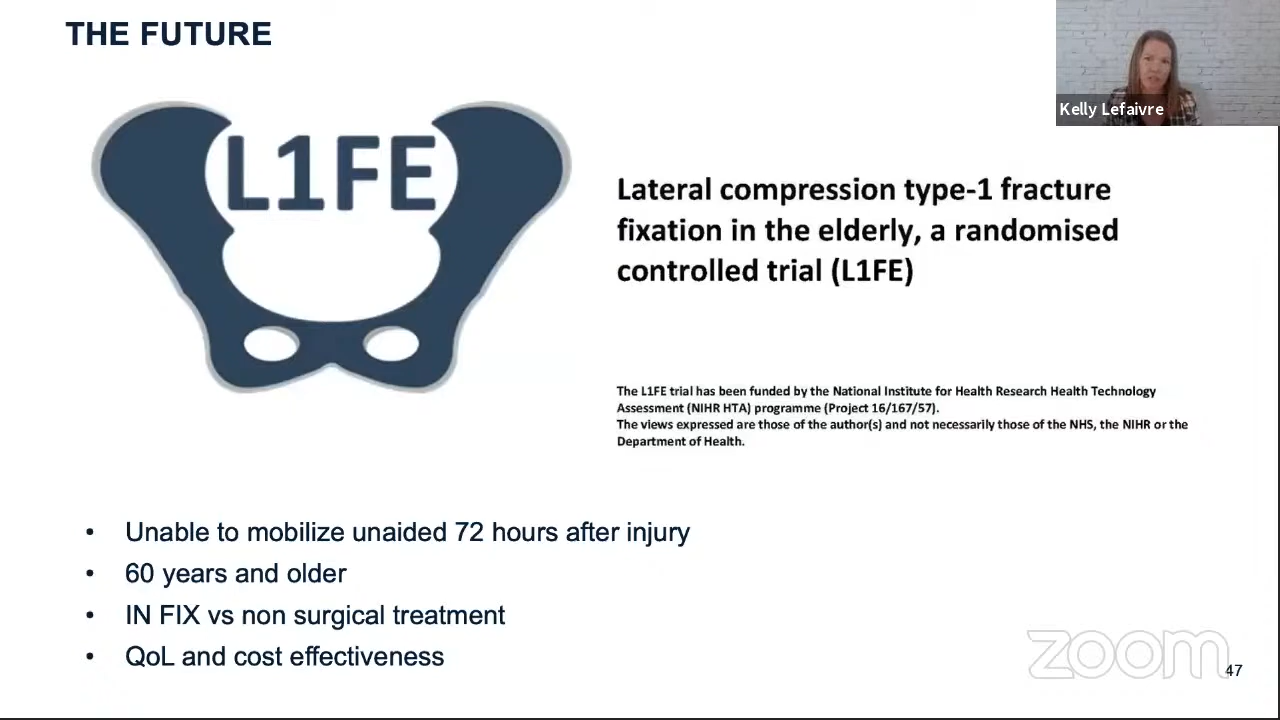 THE FUTURE
Kelly Lefaivre
L1FE
Lateral compression type-1 fracture
fixation in the elderly, a randomised
controlled trial (L1FE)
The L1FE trial has been funded by the National Institute for Health Research Health Technology
Assessment (NIHR HTA) programme (Project 16/167/57).
The views expressed are those of the author(s) and not necessarily those of the NHS, the NIHR or the
Department of Health.
• Unable to mobilize unaided 72 hours after injury
• 60 years and older
• IN FIX vs non surgical treatment
• QoL and cost effectiveness
zoom
47